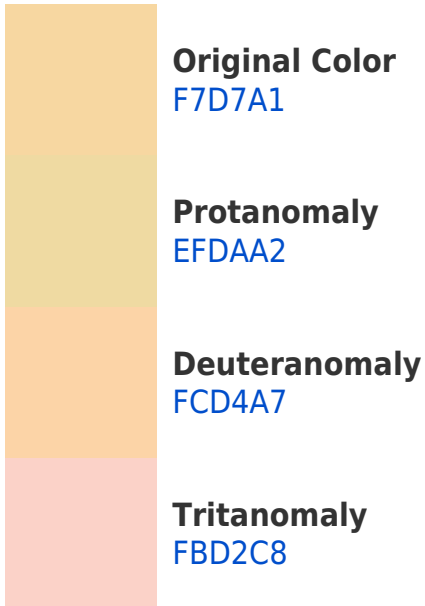 Original Color
F7D7A1
Protanomaly
EFDAA2
Deuteranomaly
FCD4A7
Tritanomaly
FBD2C8